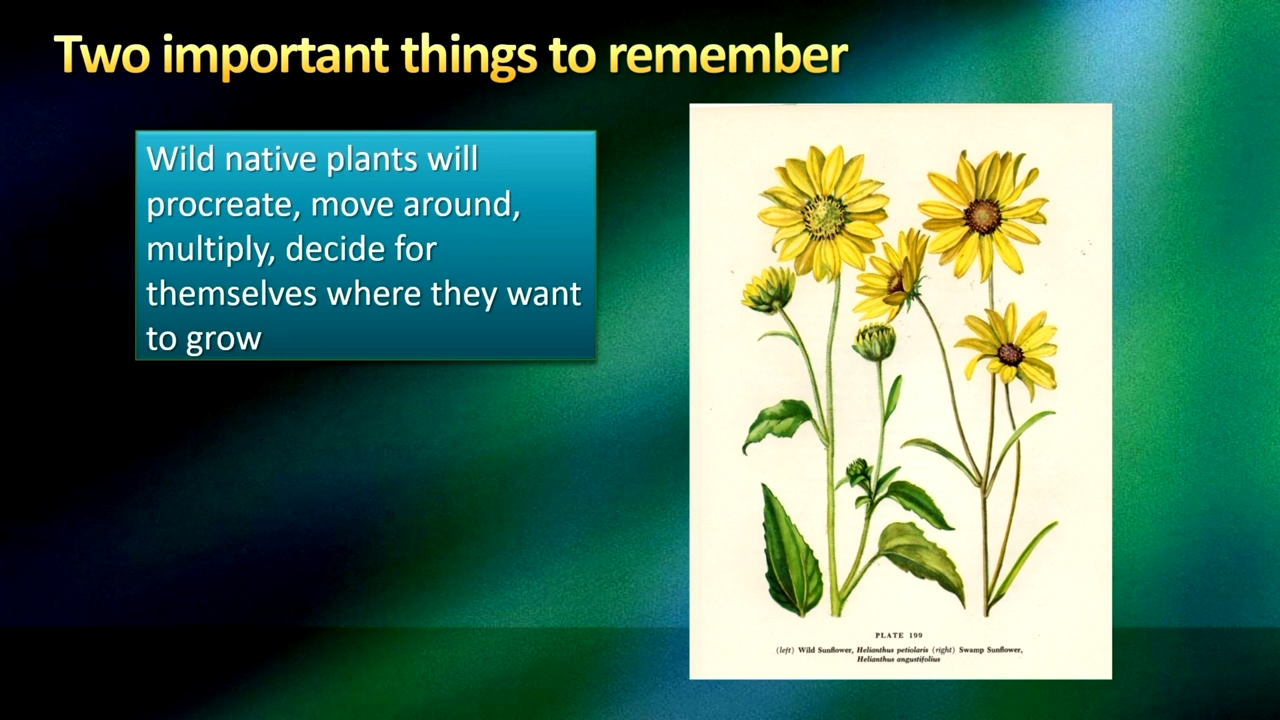 Two important things to remember
Wild native plants will
procreate, move around,
multiply, decide for
themselves where they want
to grow
PLATE 199
(left) Wild Sunflower, Helianthus petiolaris (right) Swamp Sunflower,
Helianthus angustifolius